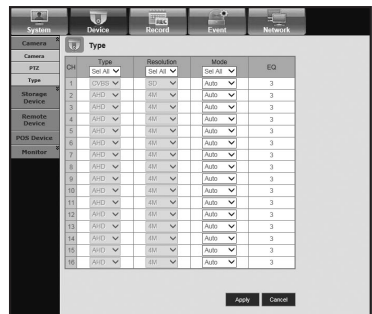 System Device Record Event Network
REC
Camera
Camera
PTZ
Type
Storage Device
Remote Device
POS Device
Monitor
Type
CH Type Resolution Mode EQ.
Sel All Sel All Sel All
1 CVBS SD Auto 3
2 AHD 4M Auto 3
3 AHD 4M Auto 3
4 AHD 4M Auto 3
5 AHD 4M Auto 3
6 AHD 4M Auto 3
7 AHD 4M Auto 3
8 AHD 4M Auto 3
9 AHD 4M Auto 3
10 AHD 4M Auto 3
11 AHD 4M Auto 3
12 AHD 4M Auto 3
13 AHD 4M Auto 3
14 AHD 4M Auto 3
15 AHD 4M Auto 3
16 AHD 4M Auto 3
Apply Cancel